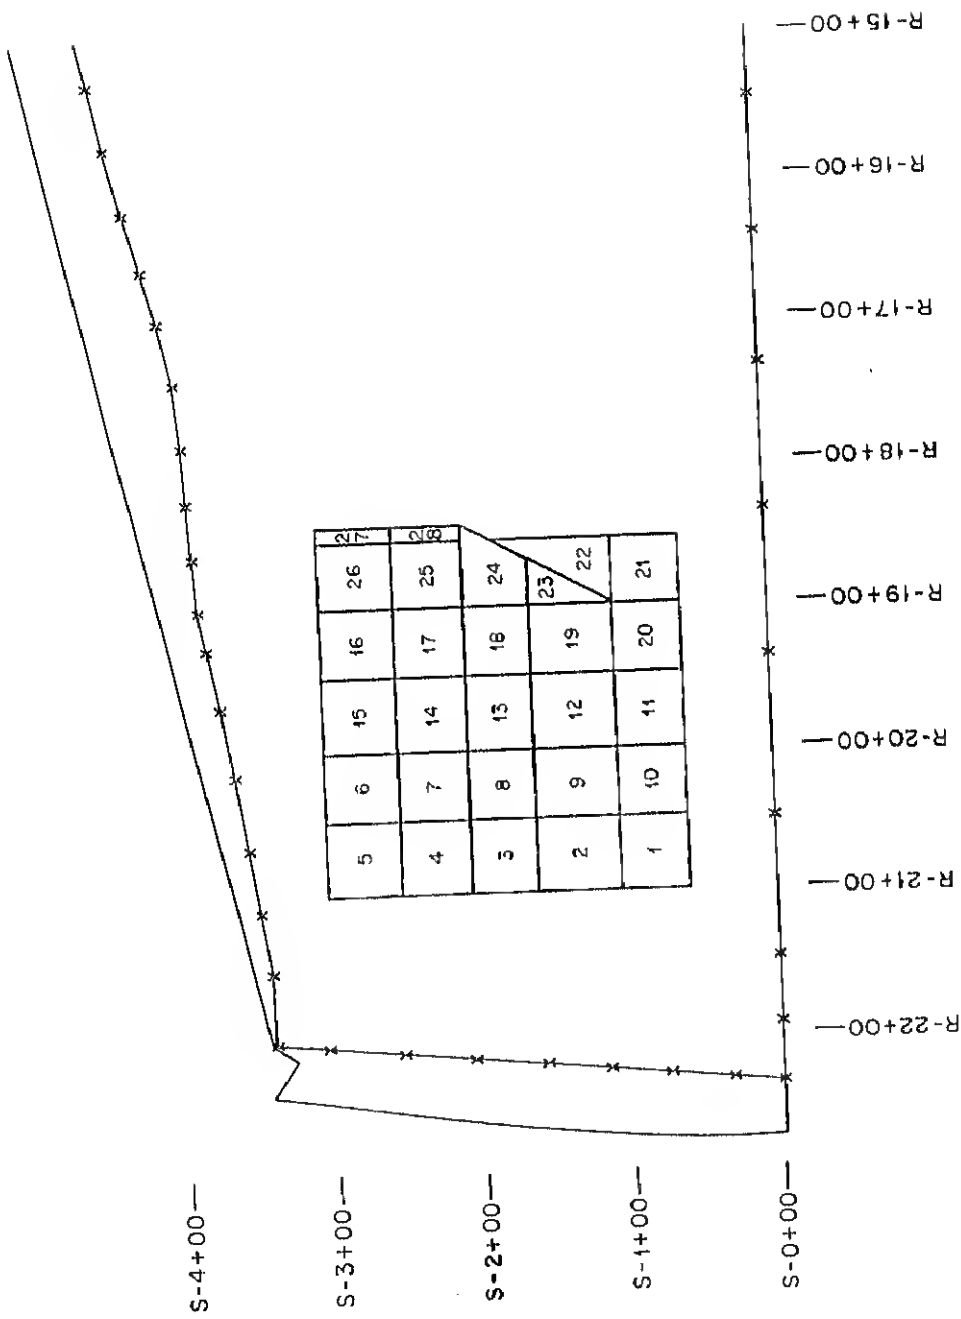 R-15+00
R-16+00
R-17+00
R-18+00
R-19+00
R-20+00
R-21+00
R-22+00
S-4+00
S-3+00
S-2+00
S-1+00
S-0+00
5 6 15 16 26 27
4 7 14 17 25 28
3 8 13 18 24
2 9 12 19 23 22
1 10 11 20 21